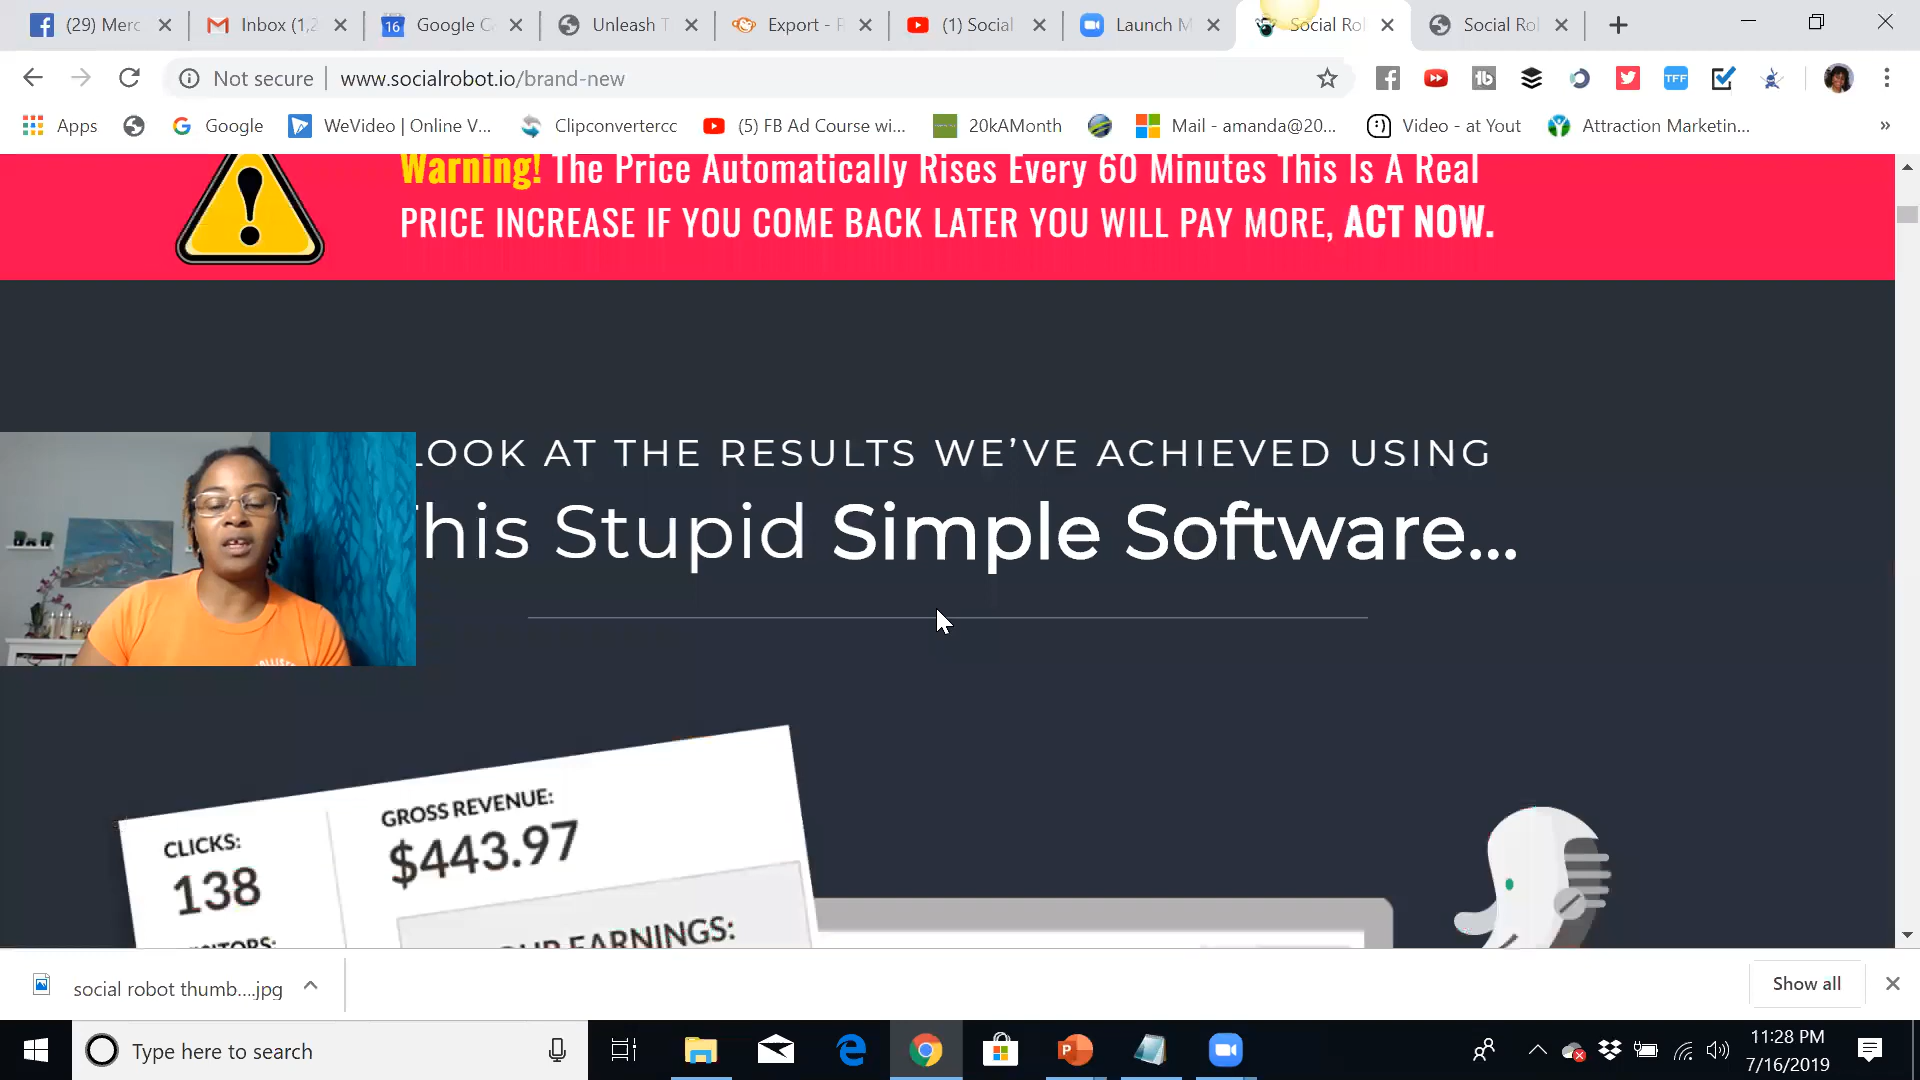 (29) Merc
Inbox (1,2
16
Google C
Unleash T
Export - F
(1) Social
Launch M
Social Ro
Social Ro
Not secure
www.socialrobot.io/brand-new
Apps
Google
WeVideo | Online V...
Clipconvertercc
(5) FB Ad Course wi...
20kAMonth
Mail - amanda@20...
Video - at Yout
Attraction Marketin...
Warning! The Price Automatically Rises Every 60 Minutes This Is A Real
PRICE INCREASE IF YOU COME BACK LATER YOU WILL PAY MORE, ACT NOW.
LOOK AT THE RESULTS WE'VE ACHIEVED USING
This Stupid Simple Software...
CLICKS:
138
GROSS REVENUE:
$443.97
EARNINGS:
social robot thumb....jpg
Show all
Type here to search
11:28 PM
7/16/2019